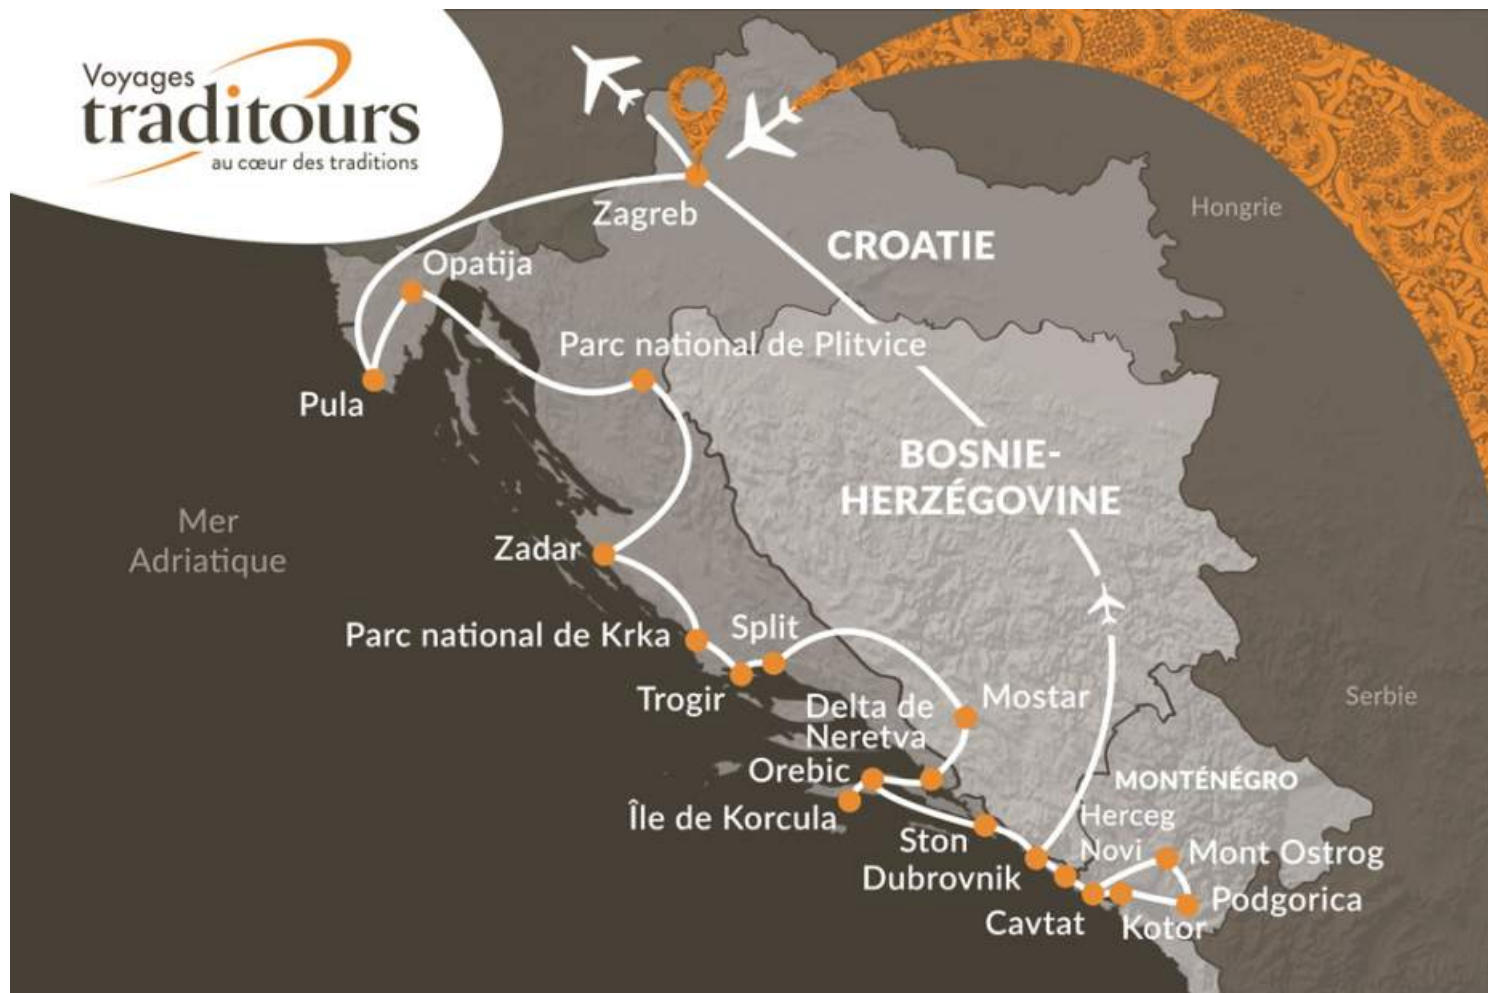 Voyages
traditours
au cœur des traditions
Hongrie
Zagreb
CROATIE
Opatija
Parc national de Plitvice
Pula
BOSNIE-
HERZÉGOVINE
Mer
Adriatique
Zadar
Parc national de Krka
Split
Trogir
Mostar
Serbie
Delta de
Neretva
Orebic
MONTÉNÉGRO
Île de Korcula
Herceg
Novi
Ston
Mont Ostrog
Dubrovnik
Podgorica
Cavtat
Kotor